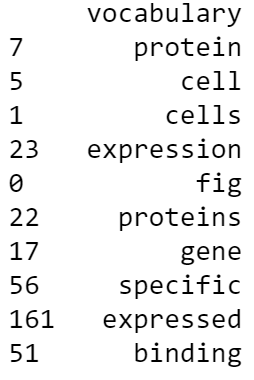 vocabulary
7 protein
5 cell
1 cells
23 expression
0 fig
22 proteins
17 gene
56 specific
161 expressed
51 binding